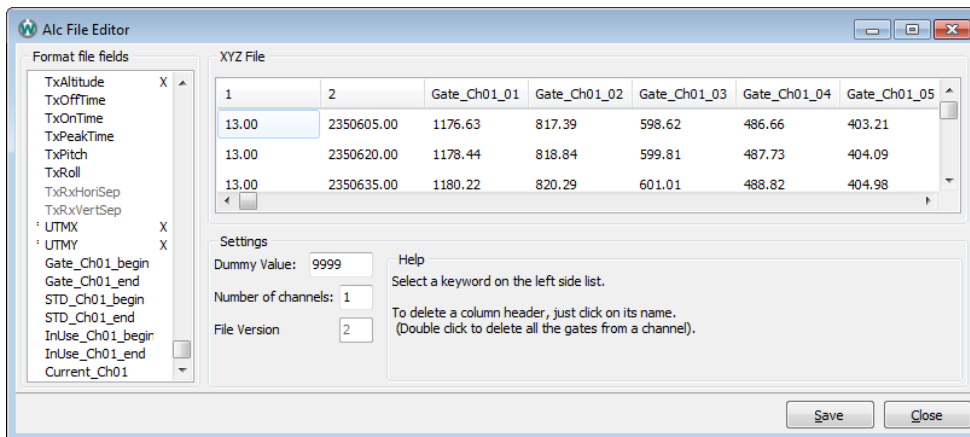 Alc File Editor
Format file fields
TxAltitude X
TxOffTime
TxOnTime
TxPeakTime
TxPitch
TxRoll
TxRxHoriSep
TxRxVertSep
* UTMX X
* UTMY X
Gate_Ch01_begin
Gate_Ch01_end
STD_Ch01_begin
STD_Ch01_end
InUse_Ch01_begin
InUse_Ch01_end
Current_Ch01
XYZ File
1 2 Gate_Ch01_01 Gate_Ch01_02 Gate_Ch01_03 Gate_Ch01_04 Gate_Ch01_05
13.00 2350605.00 1176.63 817.39 598.62 486.66 403.21
13.00 2350620.00 1178.44 818.84 599.81 487.73 404.09
13.00 2350635.00 1180.22 820.29 601.01 488.82 404.98
Settings
Dummy Value: 9999
Number of channels: 1
File Version 2
Help
Select a keyword on the left side list.
To delete a column header, just click on its name.
(Double click to delete all the gates from a channel).
Save Close